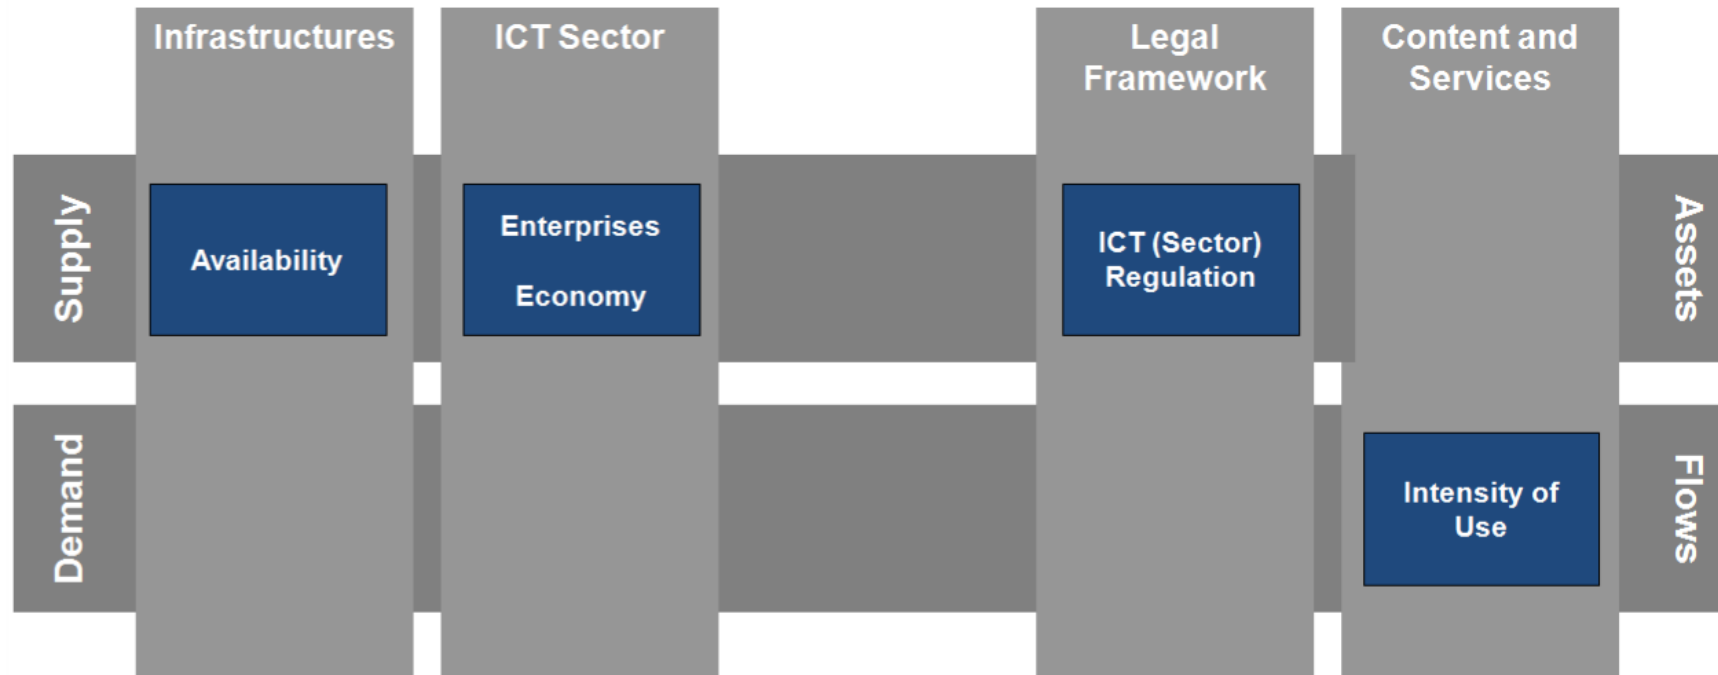 Infrastructures
ICT Sector
Legal
Framework
Content and
Services
Supply
Availability
Enterprises
Economy
ICT (Sector)
Regulation
Assets
Demand
Intensity of
Use
Flows